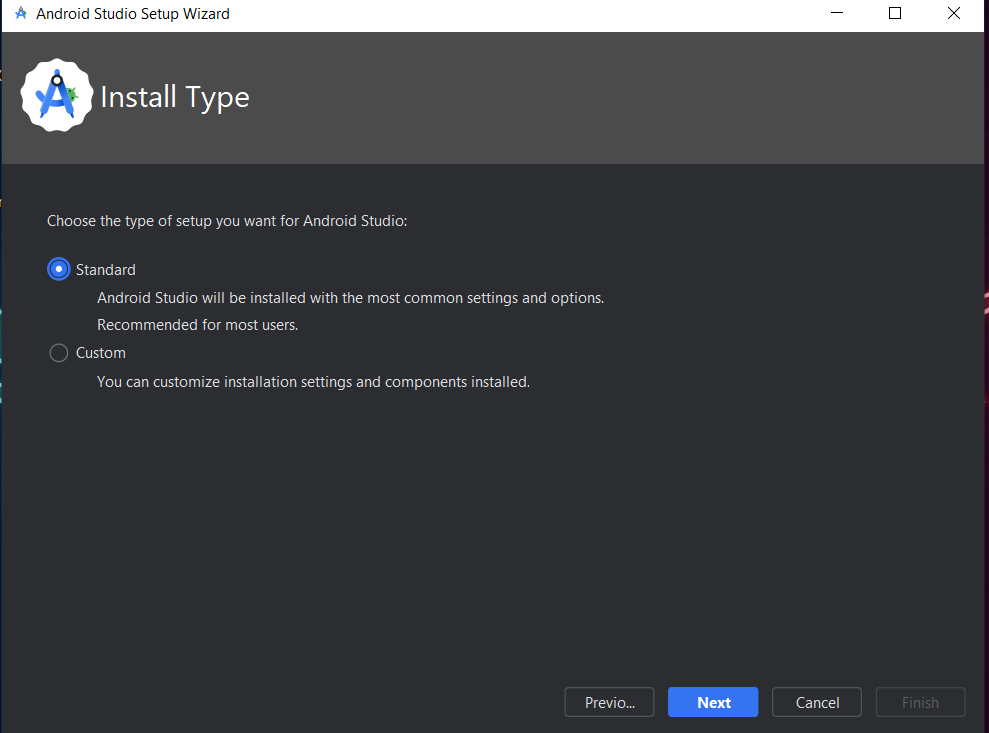 Android Studio Setup Wizard
Install Type
Choose the type of setup you want for Android Studio:
Standard
Android Studio will be installed with the most common settings and options.
Recommended for most users.
Custom
You can customize installation settings and components installed.
Previo... Next Cancel Finish